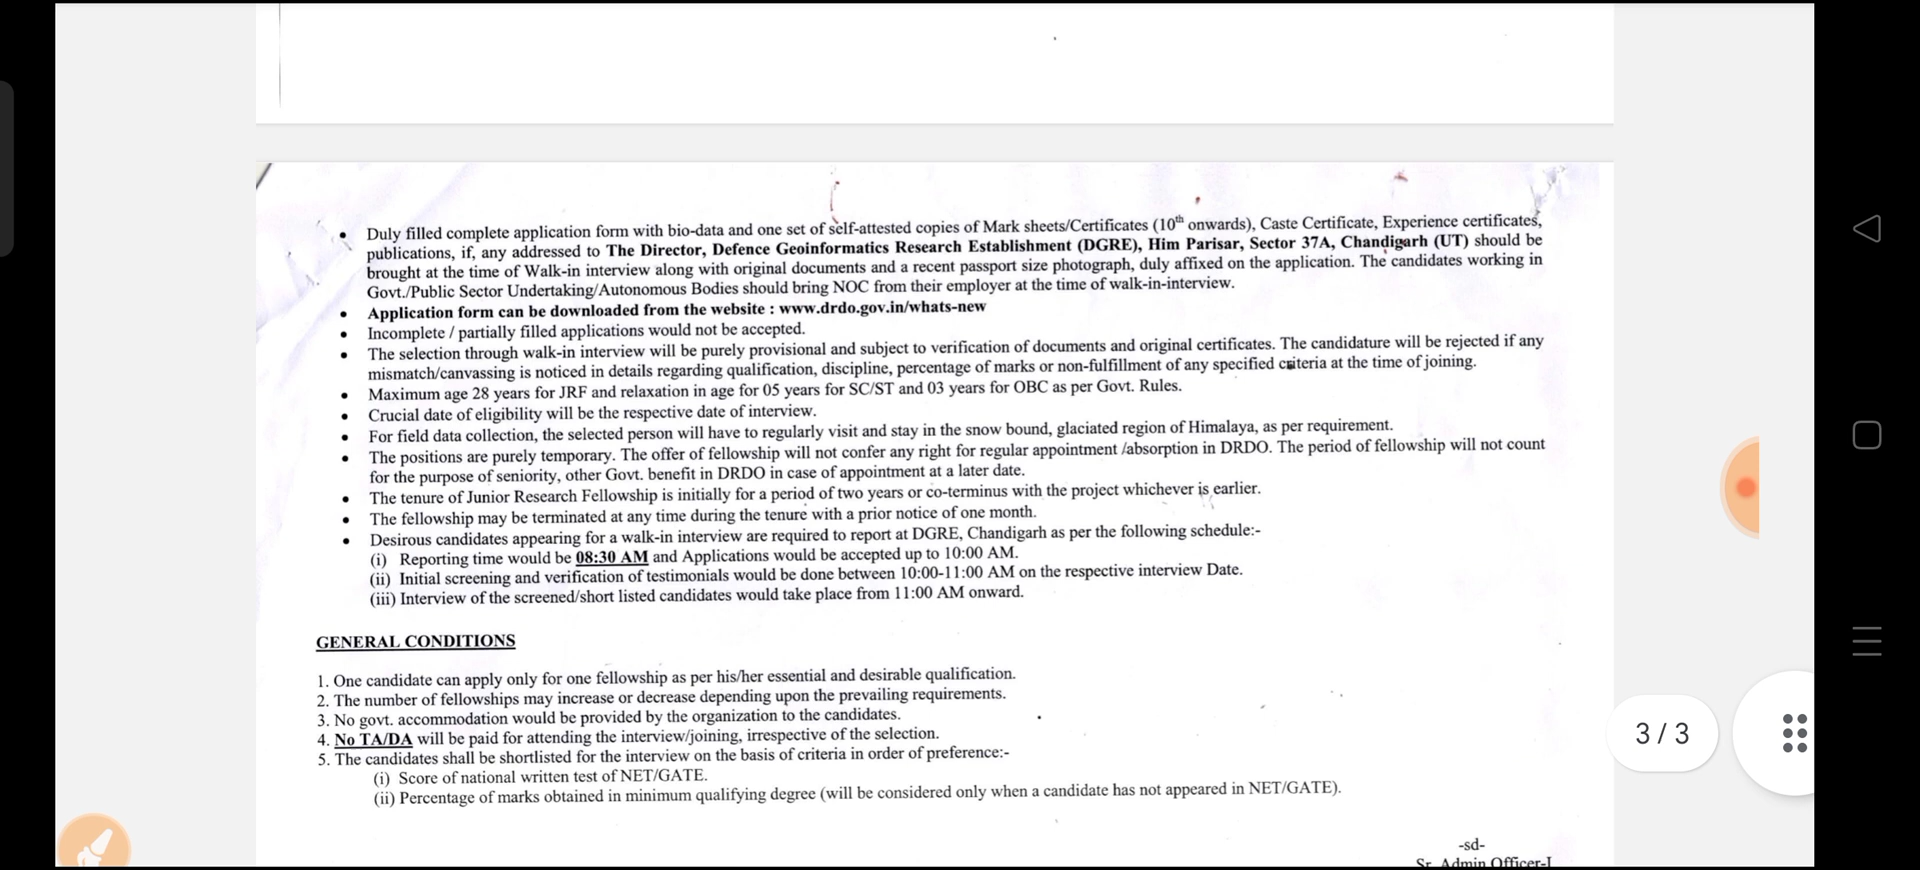 • Duly filled complete application form with bio-data and one set of self-attested copies of Mark sheets/Certificates (10th onwards), Caste Certificate, Experience certificates,
publications, if, any addressed to The Director, Defence Geoinformatics Research Establishment (DGRE), Him Parisar, Sector 37A, Chandigarh (UT) should be
brought at the time of Walk-in interview along with original documents and a recent passport size photograph, duly affixed on the application. The candidates working in
Govt./Public Sector Undertaking/Autonomous Bodies should bring NOC from their employer at the time of walk-in-interview.
• Application form can be downloaded from the website : www.drdo.gov.in/whats-new
• Incomplete / partially filled applications would not be accepted.
• The selection through walk-in interview will be purely provisional and subject to verification of documents and original certificates. The candidature will be rejected if any
mismatch/canvassing is noticed in details regarding qualification, discipline, percentage of marks or non-fulfillment of any specified criteria at the time of joining.
• Maximum age 28 years for JRF and relaxation in age for 05 years for SC/ST and 03 years for OBC as per Govt. Rules.
• Crucial date of eligibility will be the respective date of interview.
• For field data collection, the selected person will have to regularly visit and stay in the snow bound, glaciated region of Himalaya, as per requirement.
• The positions are purely temporary. The offer of fellowship will not confer any right for regular appointment /absorption in DRDO. The period of fellowship will not count
for the purpose of seniority, other Govt. benefit in DRDO in case of appointment at a later date.
• The tenure of Junior Research Fellowship is initially for a period of two years or co-terminus with the project whichever is earlier.
• The fellowship may be terminated at any time during the tenure with a prior notice of one month.
• Desirous candidates appearing for a walk-in interview are required to report at DGRE, Chandigarh as per the following schedule:-
(i) Reporting time would be 08:30 AM and Applications would be accepted up to 10:00 AM.
(ii) Initial screening and verification of testimonials would be done between 10:00-11:00 AM on the respective interview Date.
(iii) Interview of the screened/short listed candidates would take place from 11:00 AM onward.
GENERAL CONDITIONS
1. One candidate can apply only for one fellowship as per his/her essential and desirable qualification.
2. The number of fellowships may increase or decrease depending upon the prevailing requirements.
3. No govt. accommodation would be provided by the organization to the candidates.
4. No TA/DA will be paid for attending the interview/joining, irrespective of the selection.
5. The candidates shall be shortlisted for the interview on the basis of criteria in order of preference:-
(i) Score of national written test of NET/GATE.
(ii) Percentage of marks obtained in minimum qualifying degree (will be considered only when a candidate has not appeared in NET/GATE).
3 / 3
-sd-
Sr. Admin Officer-I